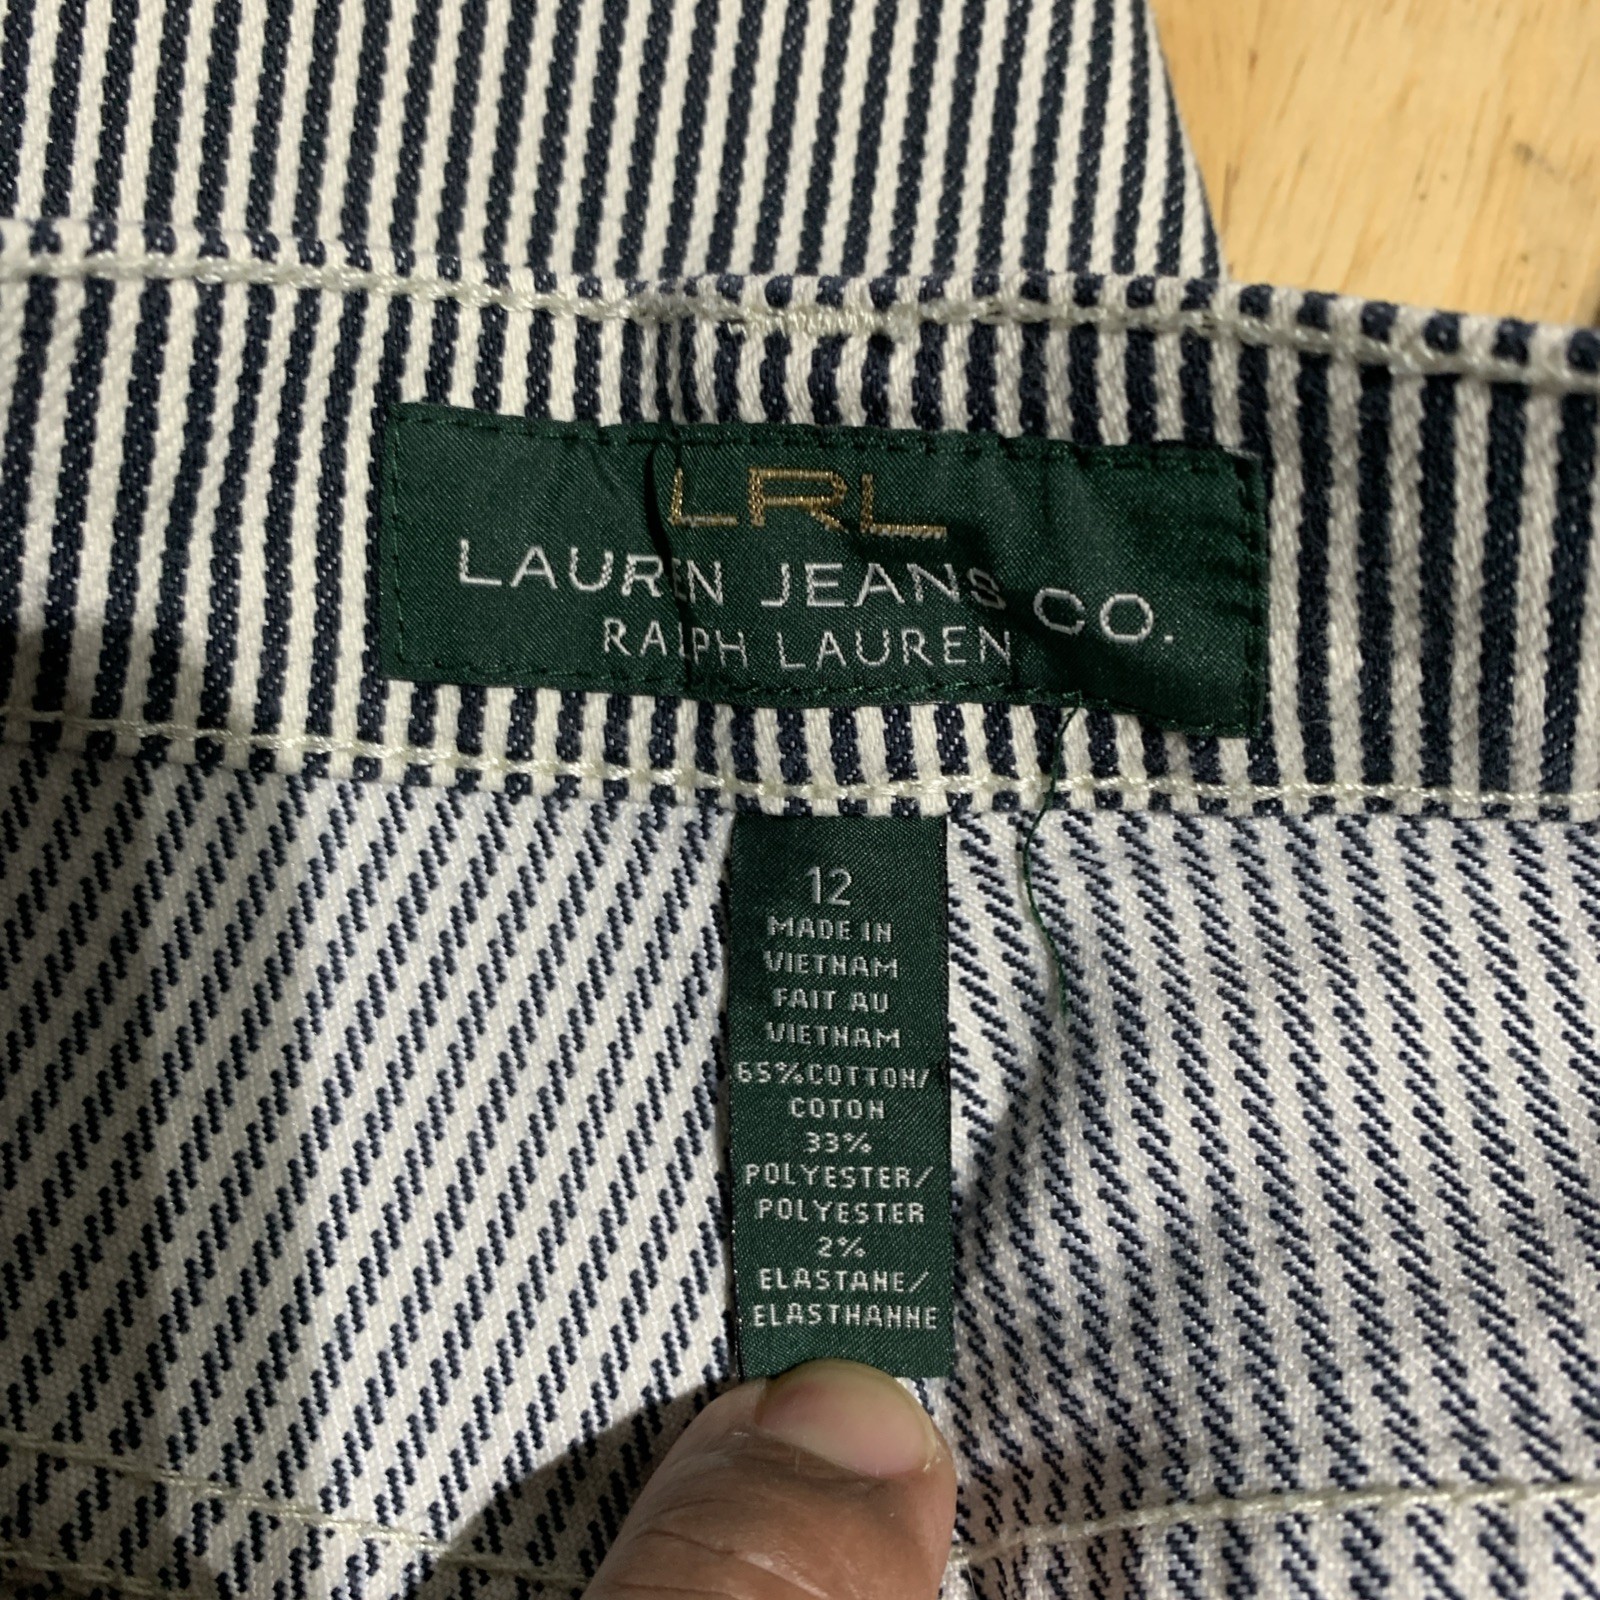 LRL
LAUREN JEANS CO.
RALPH LAUREN
12
MADE IN
VIETNAM
FAIT AU
VIETNAM
65%COTTON/
COTON
33%
POLYESTER/
POLYESTER
2%
ELASTANE/
ELASTHANNE